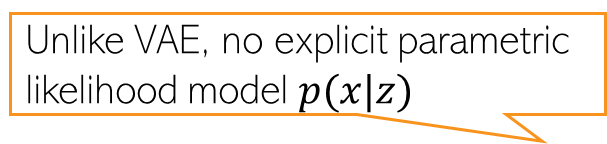 Unlike VAE, no explicit parametric
likelihood model p(x|z)